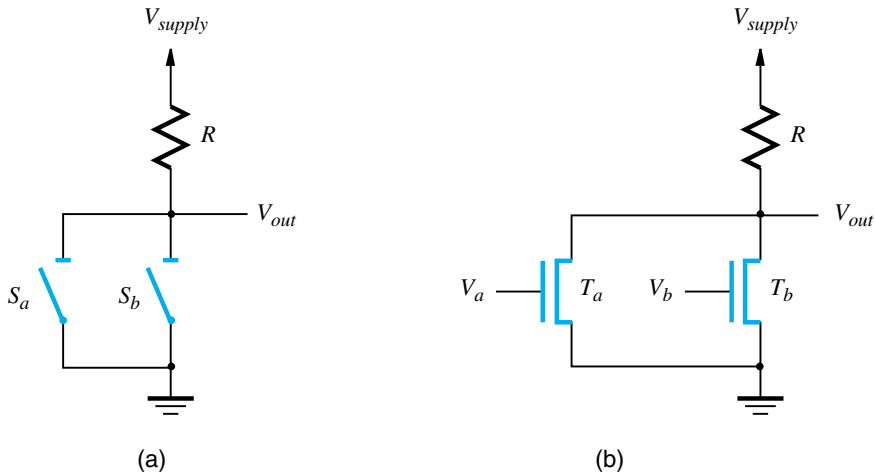 V_supply V_supply
R R
V_out V_out
S_a S_b V_a T_a V_b T_b
(a) (b)